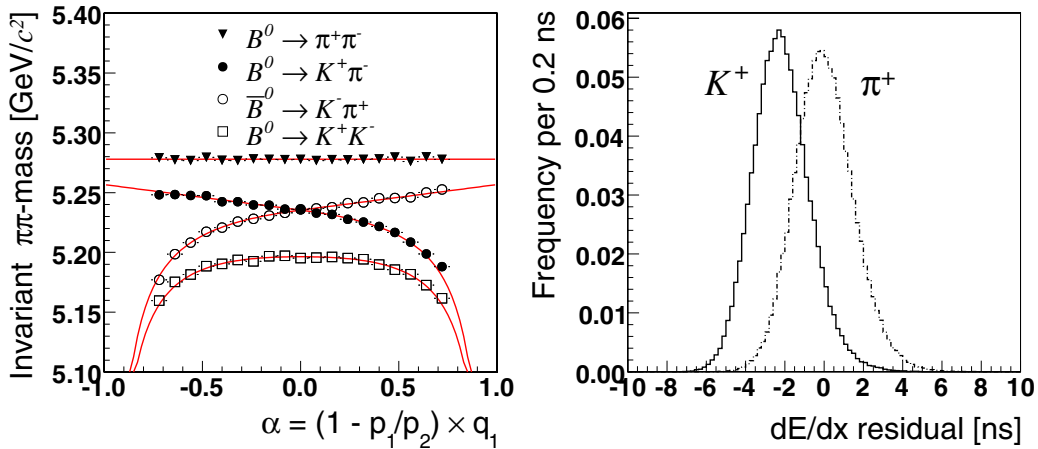 Invariant ππ-mass [GeV/c²]
5.40
5.35
5.30
5.25
5.20
5.15
5.10
B⁰ → π⁺π⁻
B⁰ → K⁺π⁻
B̅⁰ → K⁻π⁺
B⁰ → K⁺K⁻
-1.0 -0.5 0.0 0.5 1.0
α = (1 - p₁/p₂) × q₁
Frequency per 0.2 ns
0.06
0.05
0.04
0.03
0.02
0.01
0.00
K⁺ π⁺
-10 -8 -6 -4 -2 0 2 4 6 8 10
dE/dx residual [ns]